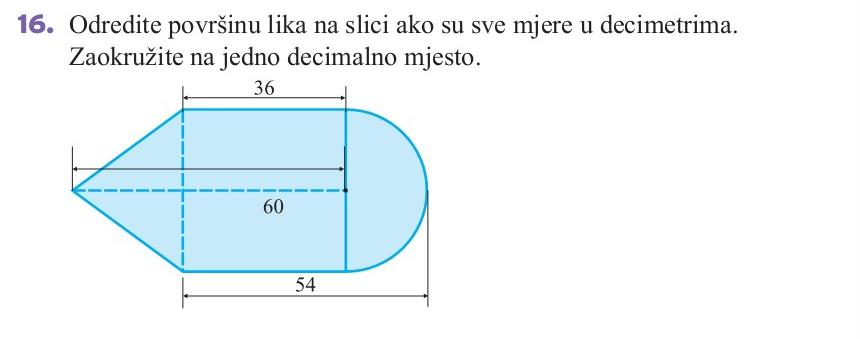 16. Odredite površinu lika na slici ako su sve mjere u decimetrima.
Zaokružite na jedno decimalno mjesto.
36
60
54